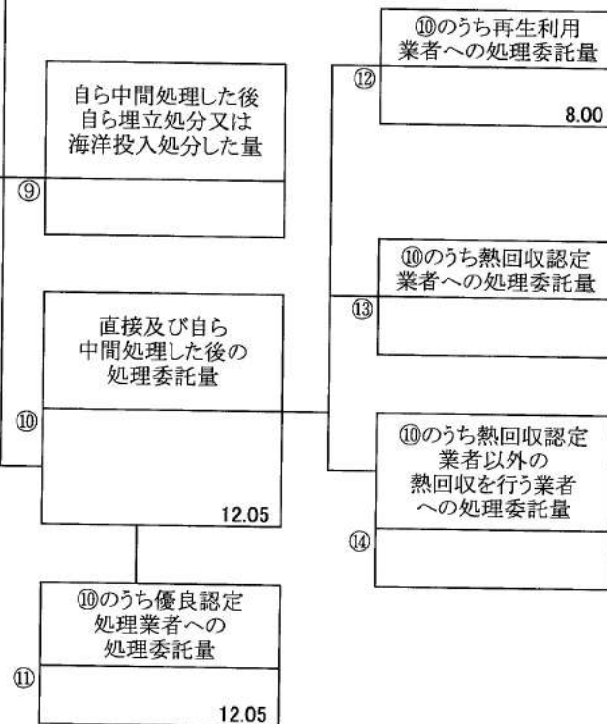 自ら中間処理した後
自ら埋立処分又は
海洋投入処分した量
⑨
直接及び自ら
中間処理した後の
処理委託量
⑩
12.05
⑩のうち優良認定
処理業者への
処理委託量
⑪
12.05
⑩のうち再生利用
業者への処理委託量
⑫
8.00
⑩のうち熱回収認定
業者への処理委託量
⑬
⑩のうち熱回収認定
業者以外の
熱回収を行う業者
への処理委託量
⑭